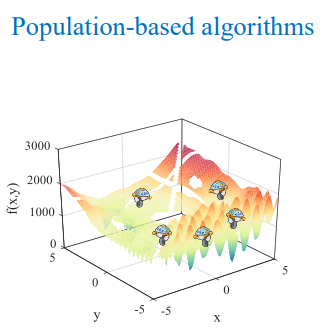 Population-based algorithms
3000
2000
1000
0
f(x,y)
5
0
-5
y
-5
0
5
x